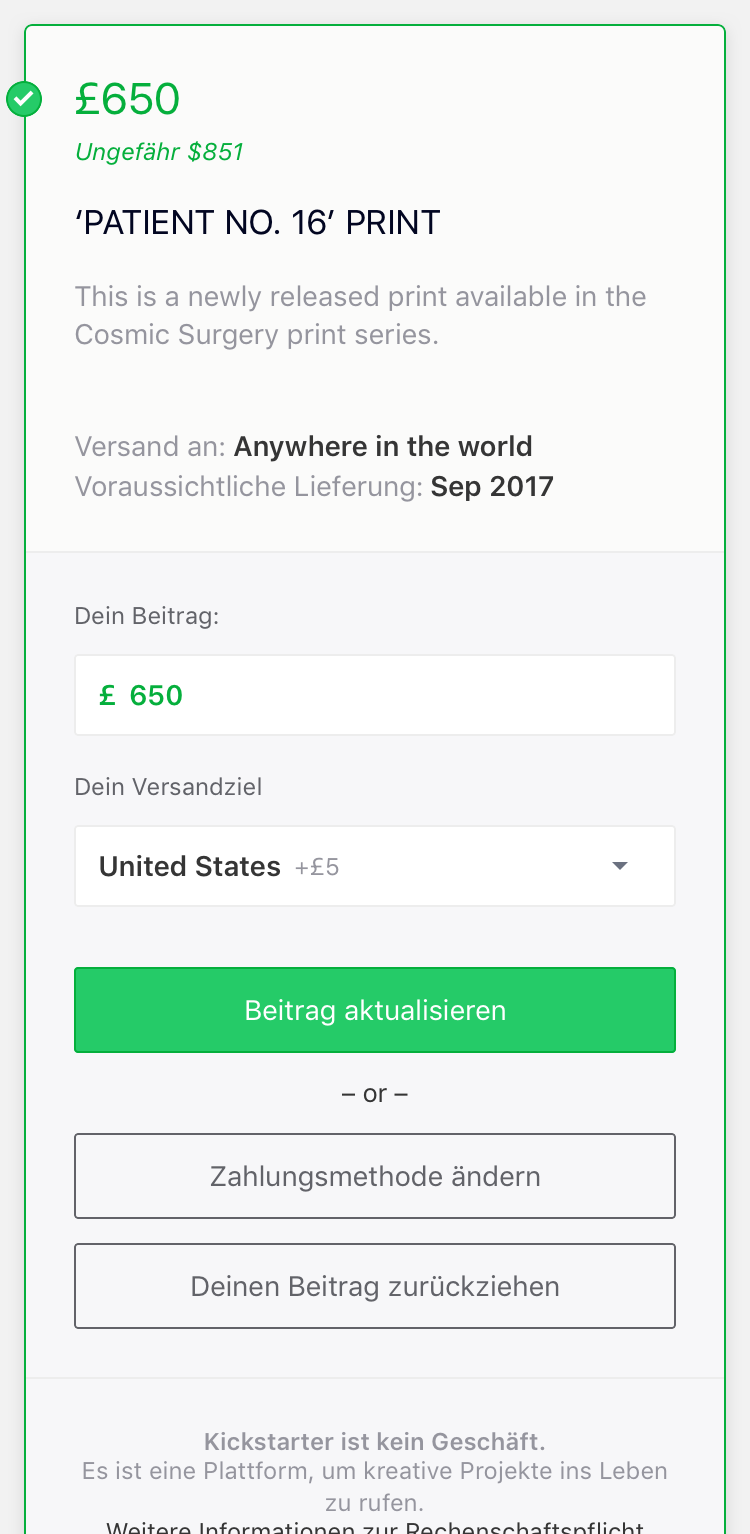 £650
Ungefähr $851
‘PATIENT NO. 16’ PRINT
This is a newly released print available in the
Cosmic Surgery print series.
Versand an: Anywhere in the world
Voraussichtliche Lieferung: Sep 2017
Dein Beitrag:
£ 650
Dein Versandziel
United States +£5
Beitrag aktualisieren
– or –
Zahlungsmethode ändern
Deinen Beitrag zurückziehen
Kickstarter ist kein Geschäft.
Es ist eine Plattform, um kreative Projekte ins Leben
zu rufen.
Weitere Informationen zur Rechenschaftspflicht